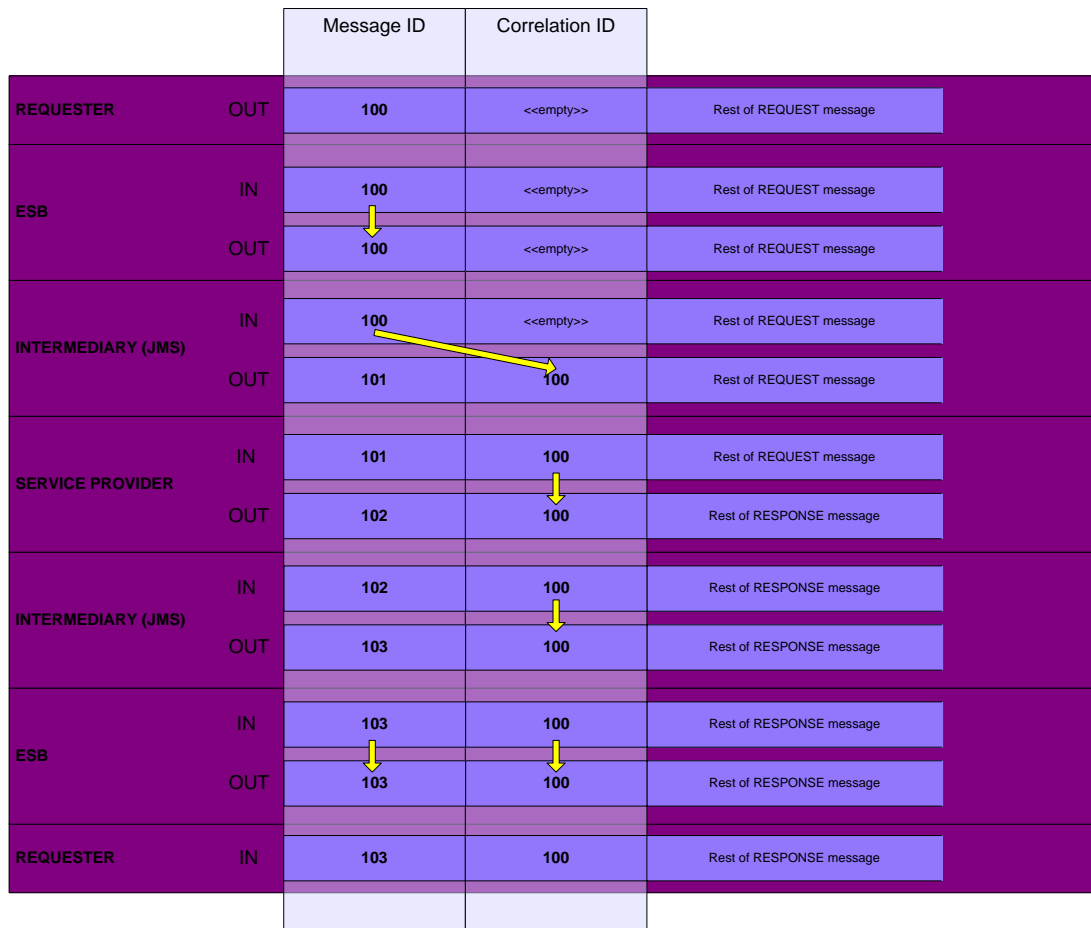 Message ID Correlation ID
REQUESTER OUT 100 <<empty>> Rest of REQUEST message
ESB
IN 100 <<empty>> Rest of REQUEST message
OUT 100 <<empty>> Rest of REQUEST message
INTERMEDIARY (JMS)
IN 100 <<empty>> Rest of REQUEST message
OUT 101 100 Rest of REQUEST message
SERVICE PROVIDER
IN 101 100 Rest of REQUEST message
OUT 102 100 Rest of RESPONSE message
INTERMEDIARY (JMS)
IN 102 100 Rest of RESPONSE message
OUT 103 100 Rest of RESPONSE message
ESB
IN 103 100 Rest of RESPONSE message
OUT 103 100 Rest of RESPONSE message
REQUESTER IN 103 100 Rest of RESPONSE message